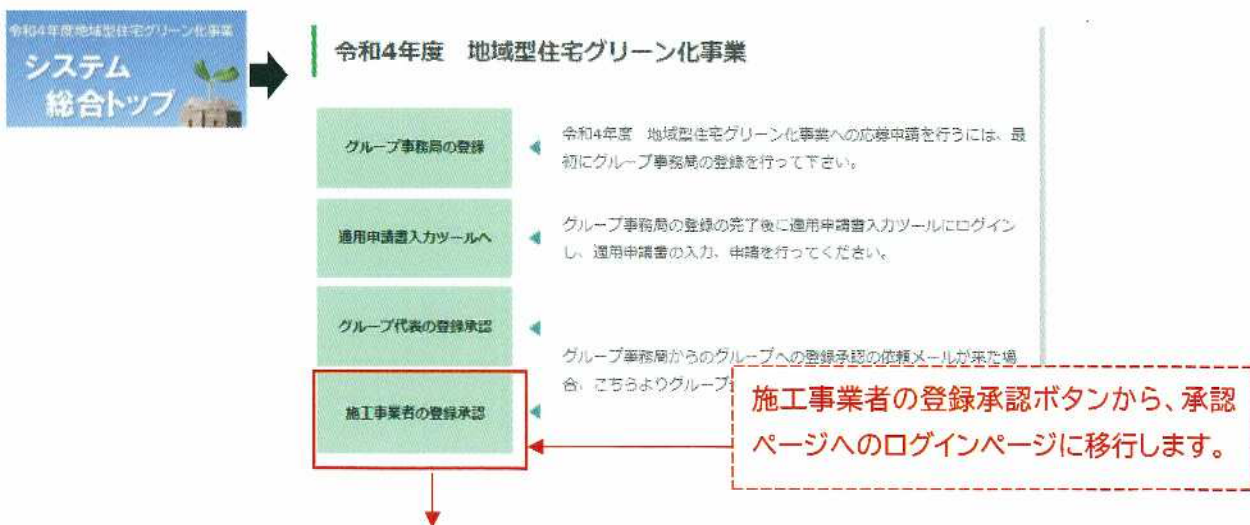 令和4年度地域型住宅グリーン化事業
システム
総合トップ
令和4年度　地域型住宅グリーン化事業
グループ事務局の登録
令和4年度　地域型住宅グリーン化事業への応募申請を行うには、最
初にグループ事務局の登録を行って下さい。
適用申請書入力ツールへ
グループ事務局の登録の完了後に適用申請書入力ツールにログイン
し、適用申請書の入力、申請を行ってください。
グループ代表の登録承認
グループ事務局からのグループへの登録承認の依頼メールが来た場
合、こちらよりグループ
施工事業者の登録承認
施工事業者の登録承認ボタンから、承認
ページへのログインページに移行します。